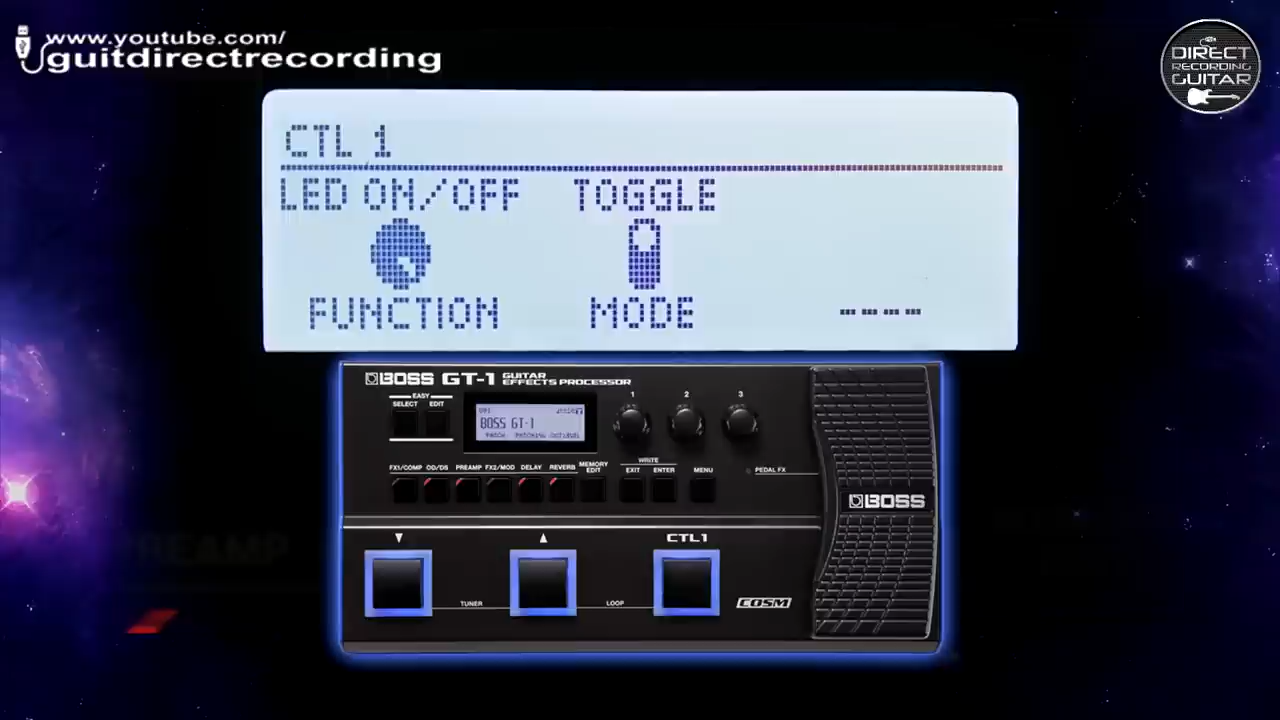 www.youtube.com/
guitdirectrecording
DIRECT
RECORDING
GUITAR
CTL 1
LED ON/OFF TOGGLE
FUNCTION MODE ----
BOSS GT-1 GUITAR EFFECTS PROCESSOR
EASY
SELECT EDIT
1 2 3
BOSS GT-1
FX1/COMP OD/DS PREAMP FX2/MOD DELAY REVERB MEMORY EDIT
WRITE
EXIT ENTER MENU
PEDAL FX
BOSS
▼ ▲ CTL1
TUNER LOOP COSM